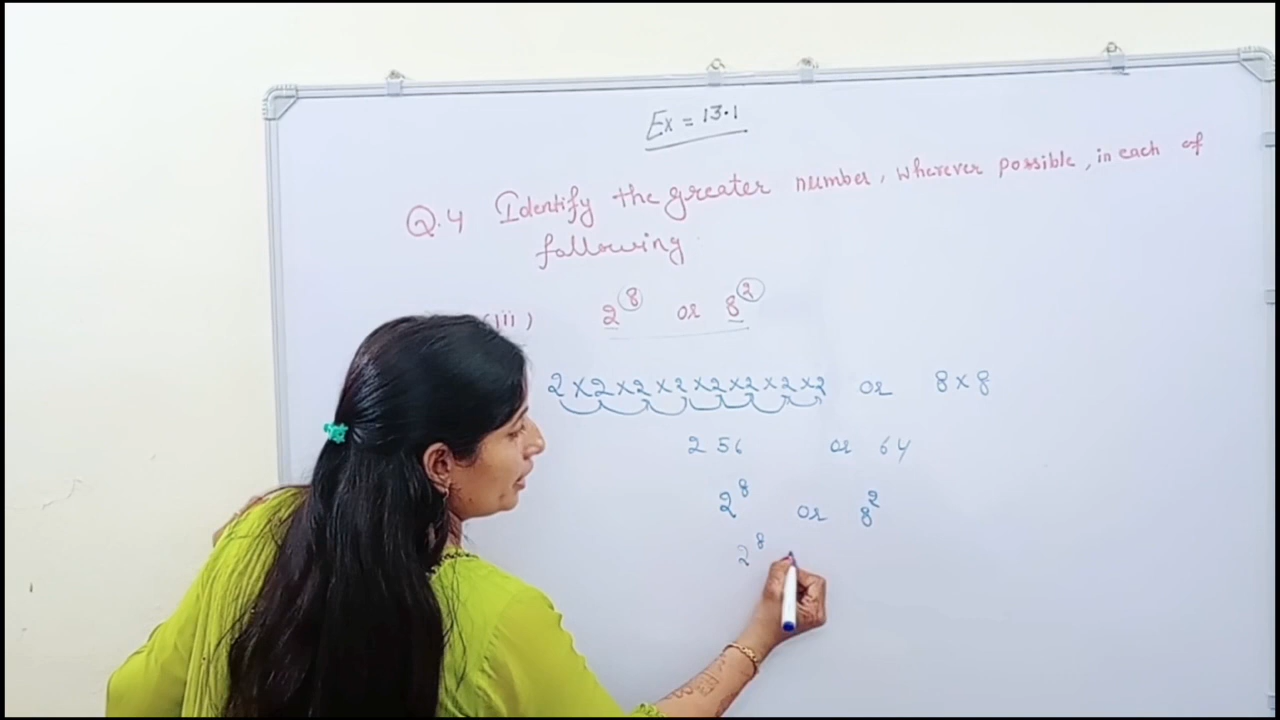 Ex = 13.1
Q.4 Identify the greater number, wherever possible, in each of
following
(iii) 2⁸ or 8²
2×2×2×2×2×2×2×2 or 8×8
256 or 64
2⁸ or 8²
2⁸